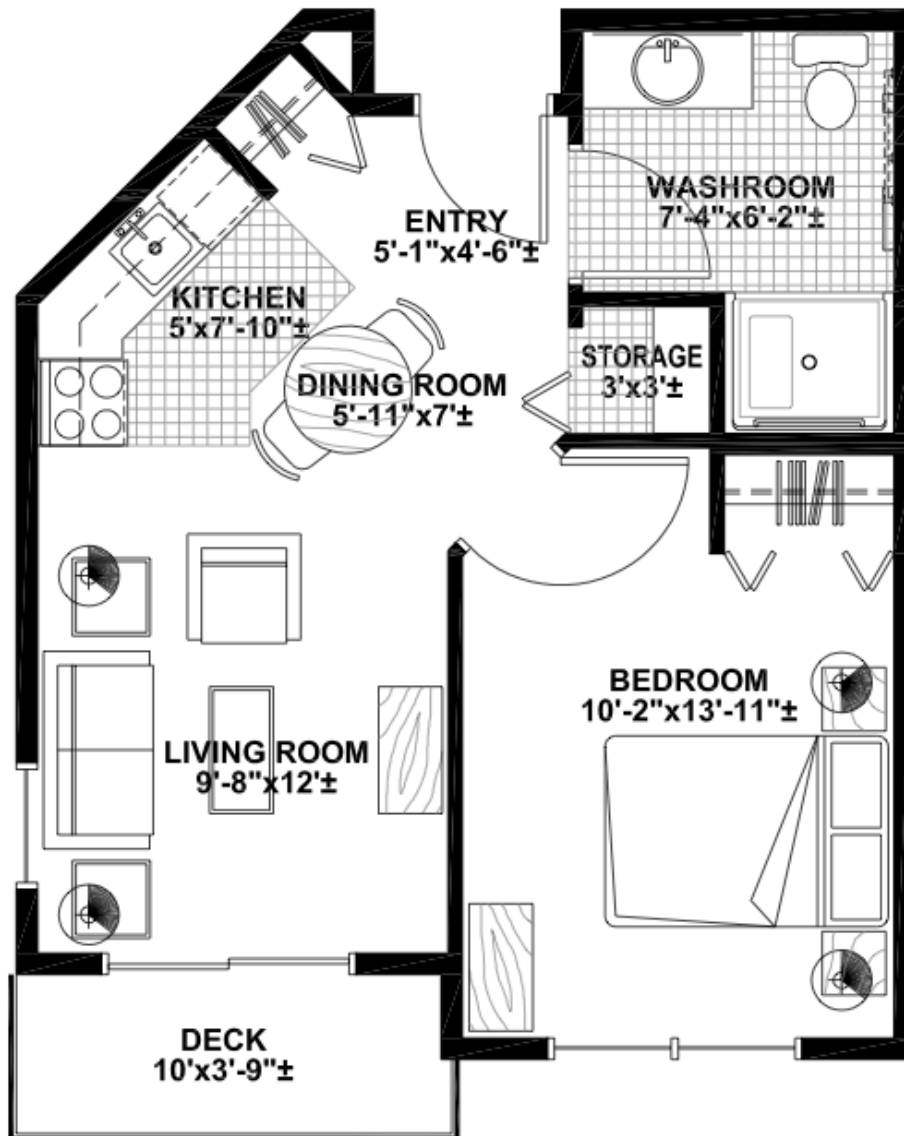 WASHROOM
7'-4"x6'-2"±
ENTRY
5'-1"x4'-6"±
KITCHEN
5'x7'-10"±
STORAGE
3'x3'±
DINING ROOM
5'-11"x7'±
BEDROOM
10'-2"x13'-11"±
LIVING ROOM
9'-8"x12'±
DECK
10'x3'-9"±